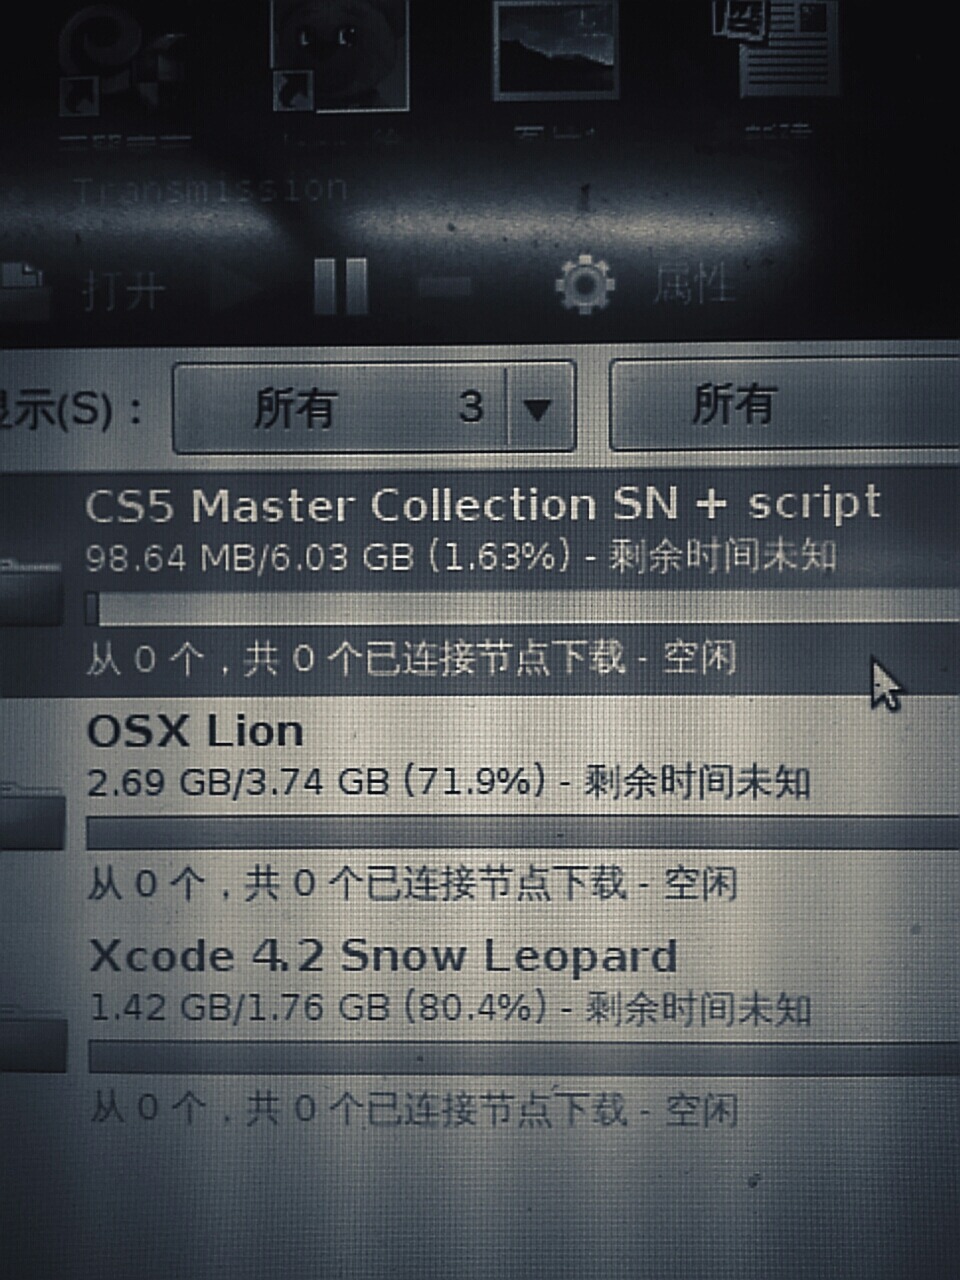 Transmission
打开
属性
显示(S)：
所有 3
所有
CS5 Master Collection SN + script
98.64 MB/6.03 GB (1.63%) - 剩余时间未知
从 0 个，共 0 个已连接节点下载 - 空闲
OSX Lion
2.69 GB/3.74 GB (71.9%) - 剩余时间未知
从 0 个，共 0 个已连接节点下载 - 空闲
Xcode 4.2 Snow Leopard
1.42 GB/1.76 GB (80.4%) - 剩余时间未知
从 0 个，共 0 个已连接节点下载 - 空闲